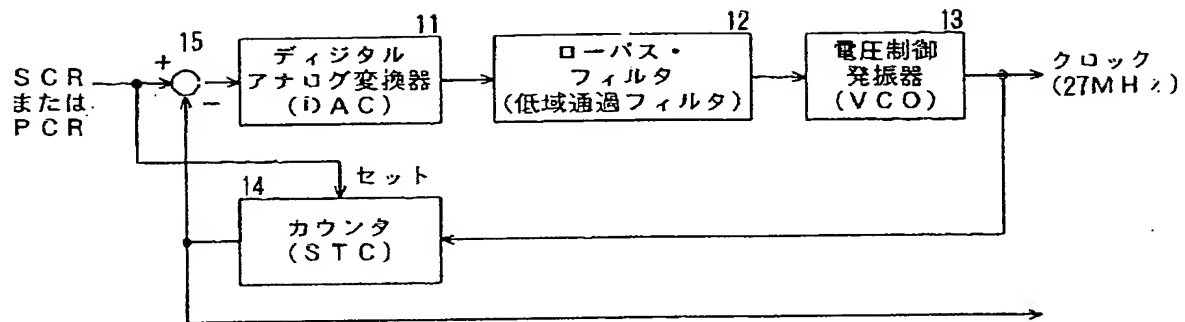 11
12
13
15
+
-
SCR
または
PCR
ディジタル
アナログ変換器
(DAC)
ローパス・
フィルタ
(低域通過フィルタ)
電圧制御
発振器
(VCO)
クロック
(27MHz)
セット
14
カウンタ
(STC)